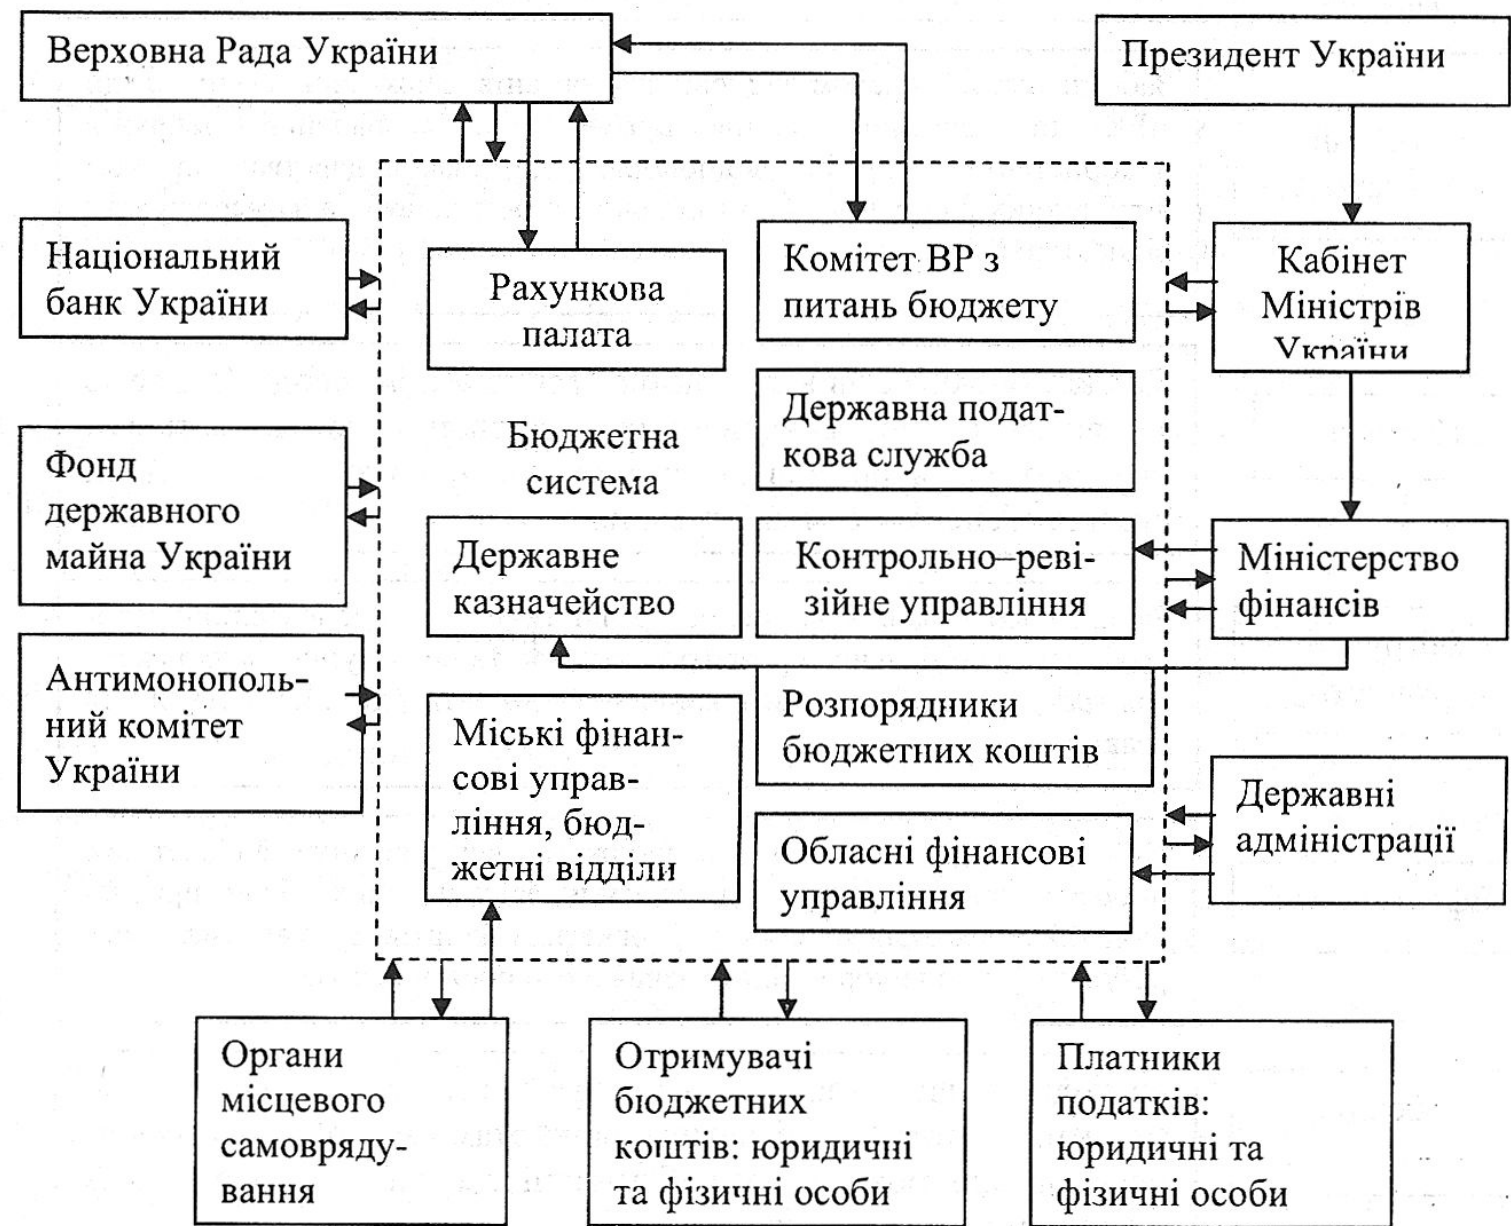 Верховна Рада України
Президент України
Національний
банк України
Рахункова
палата
Комітет ВР з
питань бюджету
Кабінет
Міністрів
України
Фонд
державного
майна України
Бюджетна
система
Державна подат-
кова служба
Державне
казначейство
Контрольно–реві-
зійне управління
Міністерство
фінансів
Антимонополь-
ний комітет
України
Міські фінан-
сові управ-
ління, бюд-
жетні відділи
Розпорядники
бюджетних коштів
Обласні фінансові
управління
Державні
адміністрації
Органи
місцевого
самовряду-
вання
Отримувачі
бюджетних
коштів: юридичні
та фізичні особи
Платники
податків:
юридичні та
фізичні особи